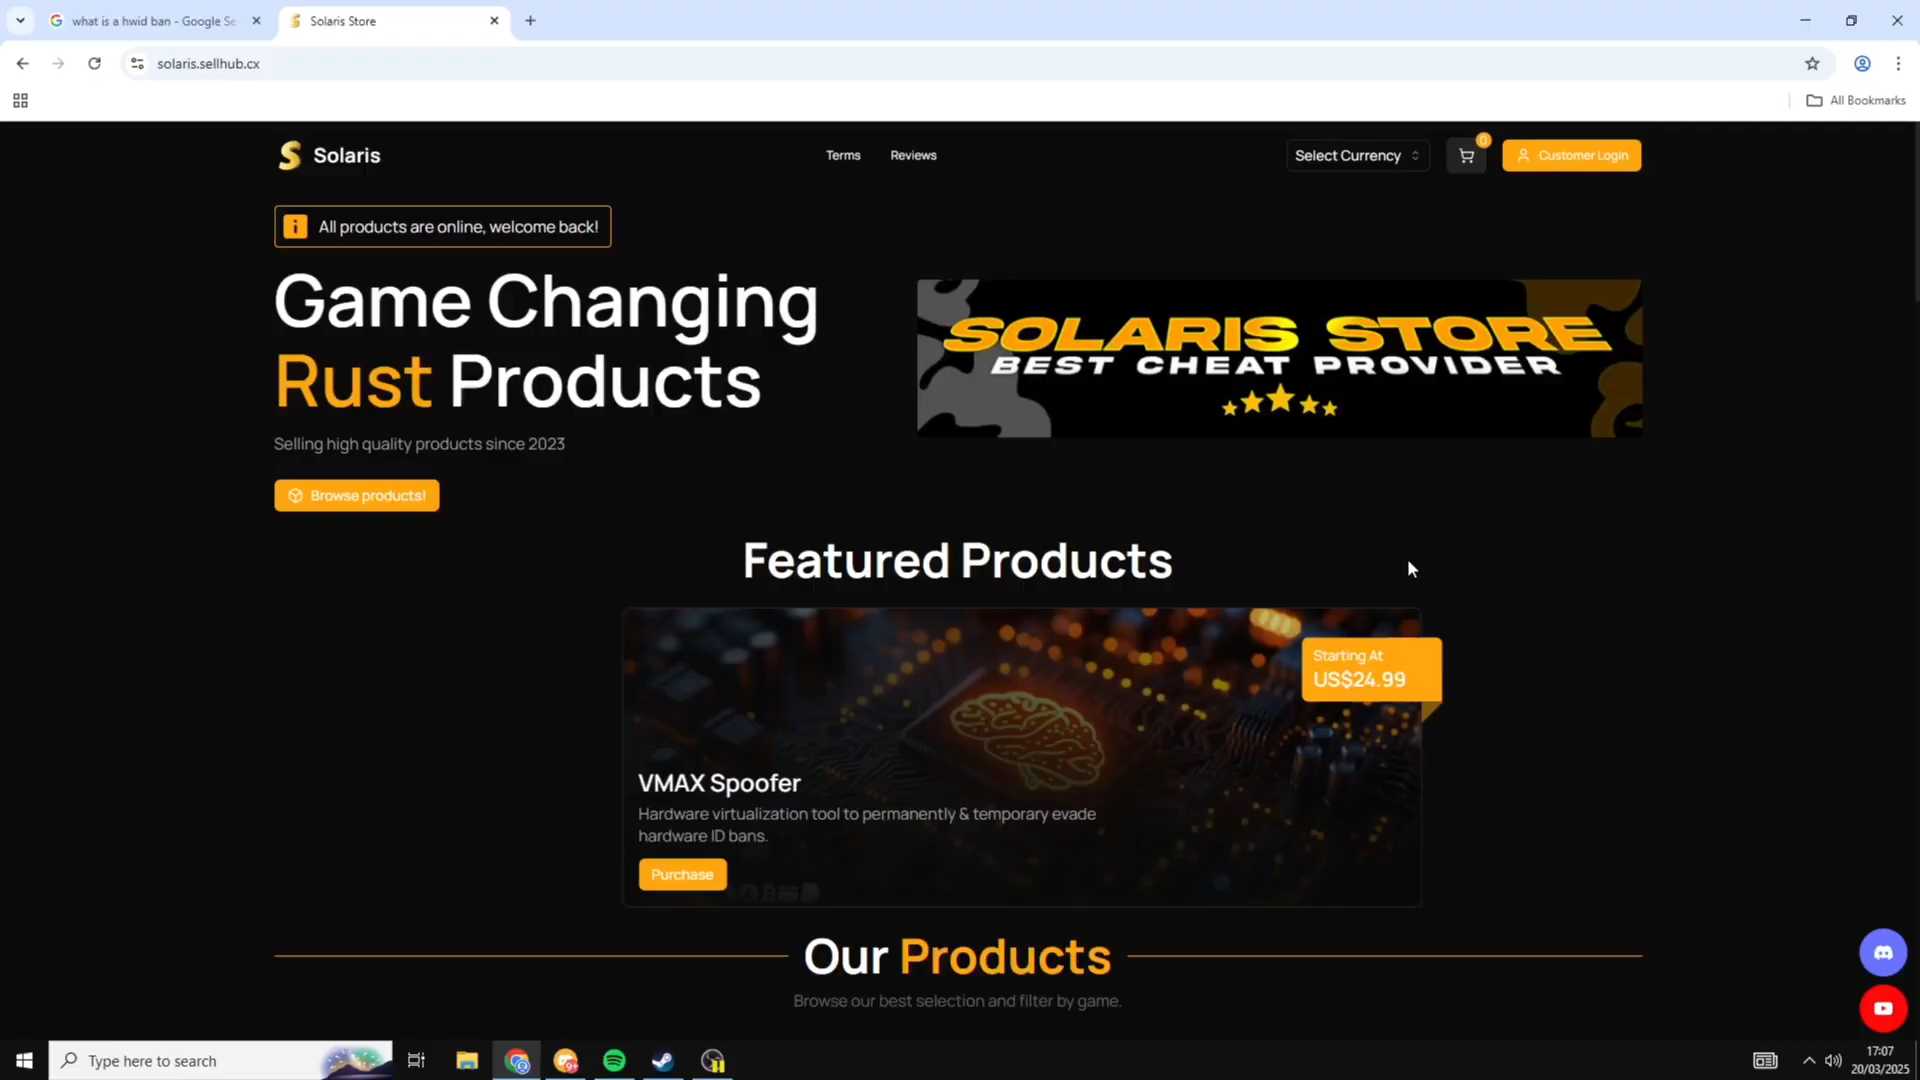 what is a hwid ban - Google Se
Solaris Store
solaris.sellhub.cx
All Bookmarks
Solaris
Terms
Reviews
Select Currency
0
Customer Login
All products are online, welcome back!
Game Changing
Rust Products
Selling high quality products since 2023
Browse products!
SOLARIS STORE
BEST CHEAT PROVIDER
Featured Products
Starting At
US$24.99
VMAX Spoofer
Hardware virtualization tool to permanently & temporary evade
hardware ID bans.
Purchase
Our Products
Browse our best selection and filter by game.
Type here to search
9+
17:07
20/03/2025